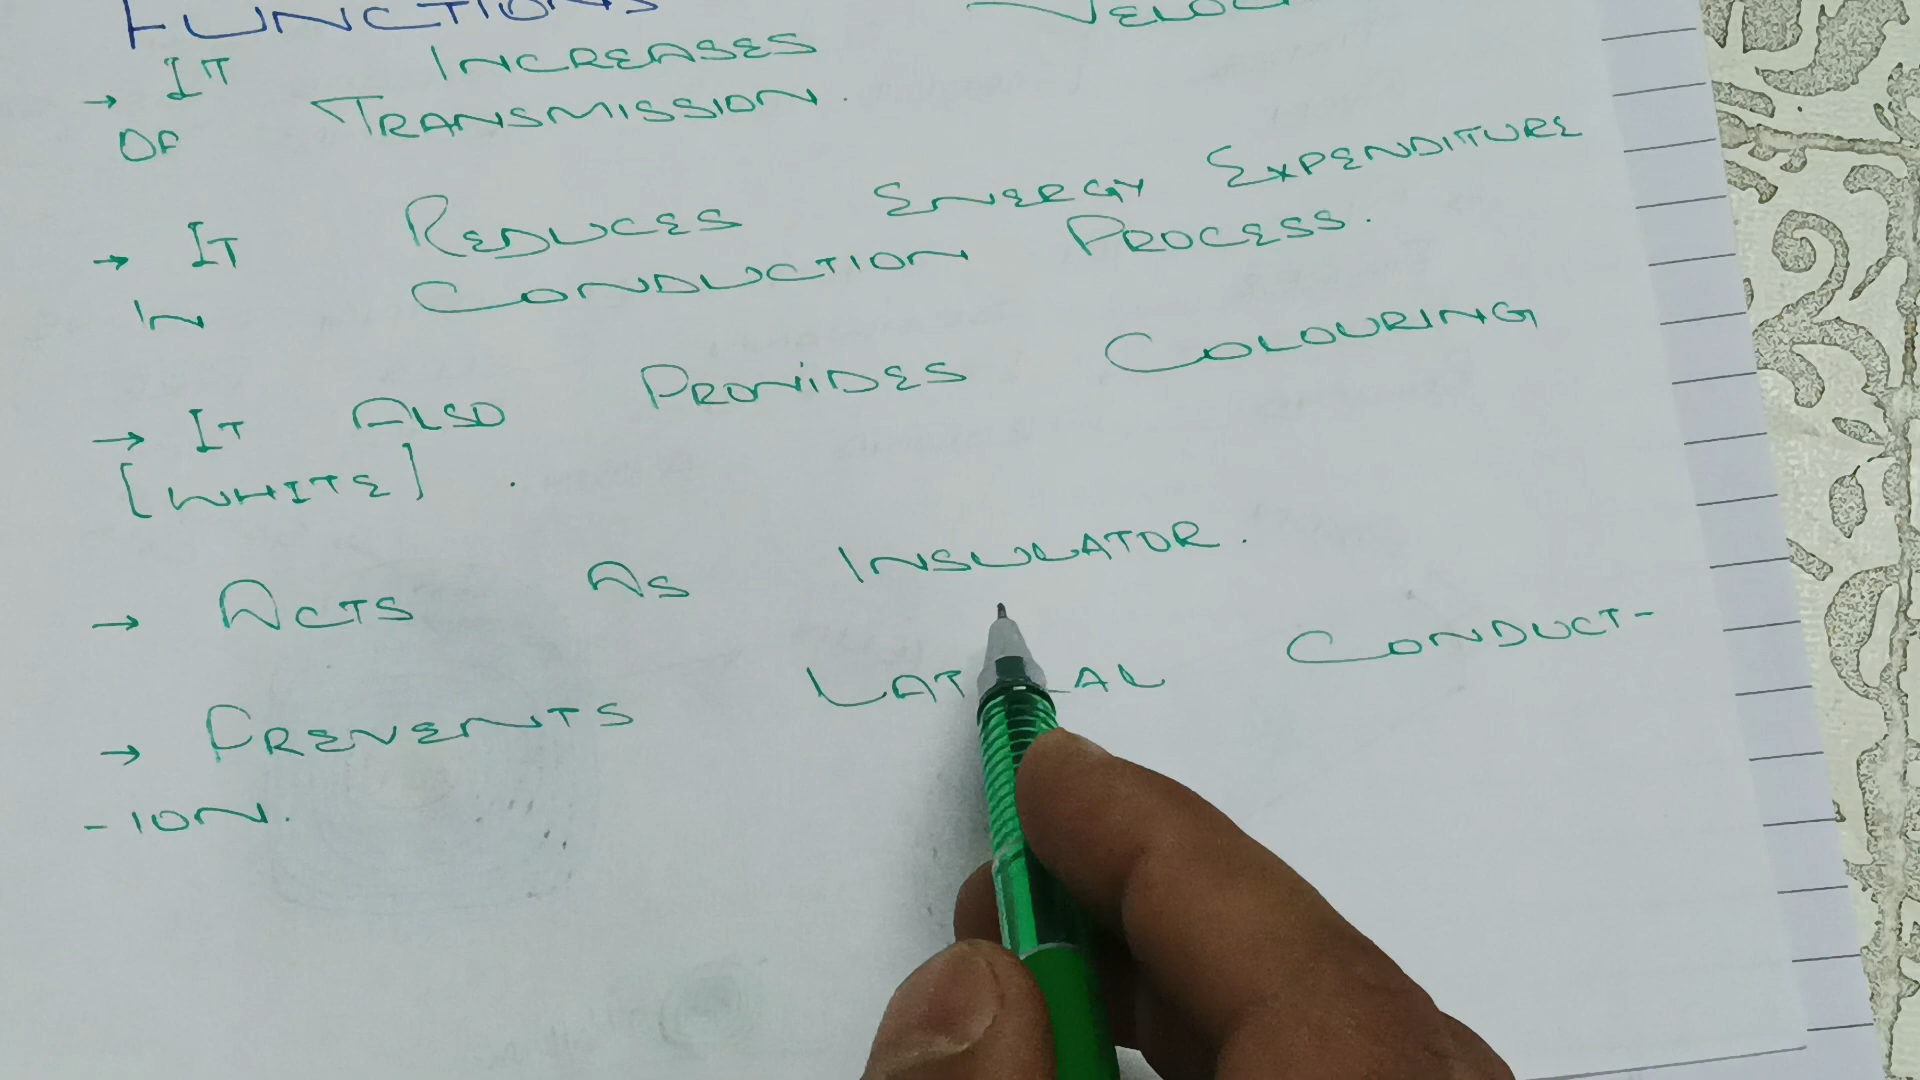 FUNCTIONS
→ IT INCREASES
OF TRANSMISSION.
→ IT REDUCES ENERGY EXPENDITURE
IN CONDUCTION PROCESS.
→ IT ALSO PROVIDES COLOURING
[WHITE] .
→ ACTS AS INSULATOR.
→ PREVENTS CONDUCT-
-ION.